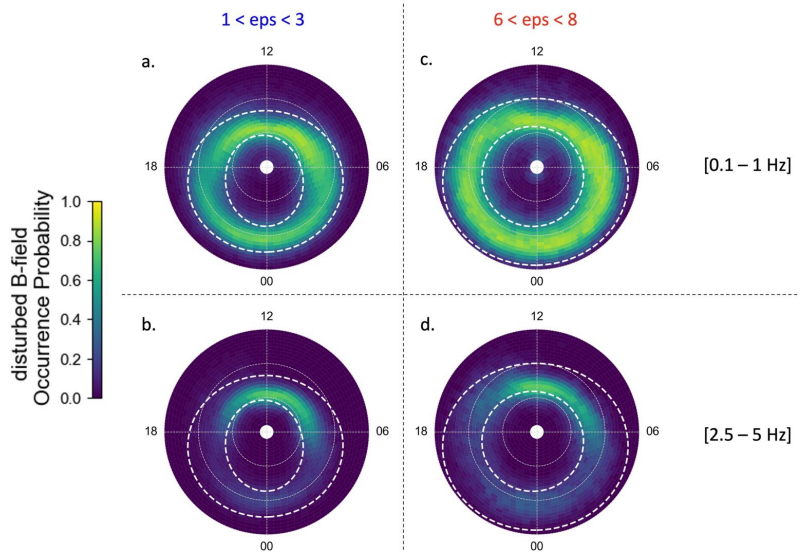 1 < eps < 3
6 < eps < 8
a.
12
18
06
00
c.
12
18
06
00
[0.1 – 1 Hz]
disturbed B-field
Occurrence Probability
1.0
0.8
0.6
0.4
0.2
0.0
b.
12
18
06
00
d.
12
18
06
00
[2.5 – 5 Hz]